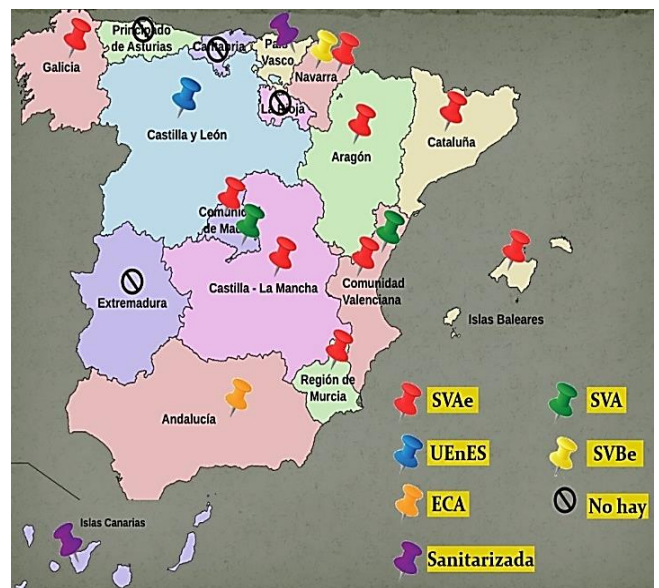 Principado
de Asturias
Cantabria
País
Vasco
Galicia
Navarra
La Rioja
Castilla y León
Aragón
Cataluña
Comunidad
de Madrid
Extremadura
Castilla - La Mancha
Comunidad
Valenciana
Islas Baleares
Región de
Murcia
Andalucía
SVAe
SVA
UEnES
SVBe
ECA
No hay
Islas Canarias
Sanitarizada